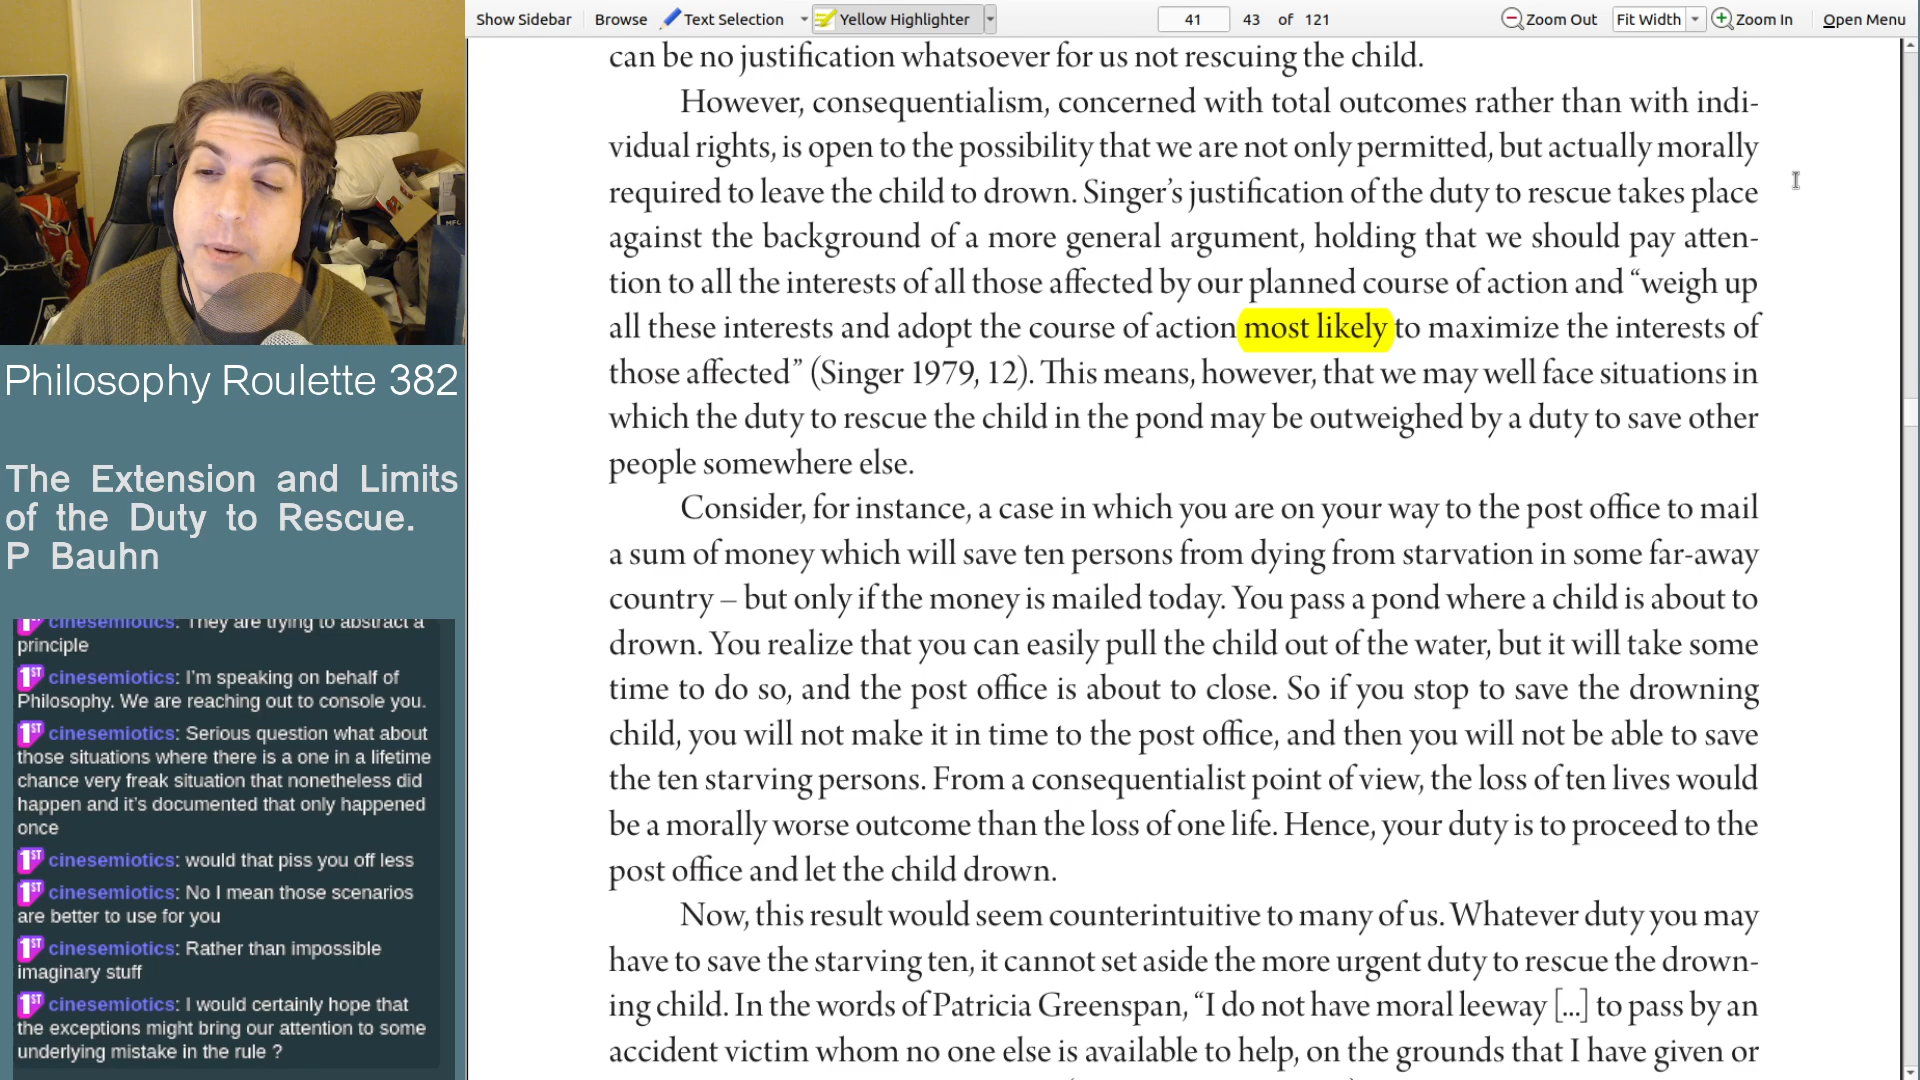 Show Sidebar Browse Text Selection Yellow Highlighter 41 43 of 121 Zoom Out Fit Width Zoom In Open Menu
can be no justification whatsoever for us not rescuing the child.
However, consequentialism, concerned with total outcomes rather than with indi-
vidual rights, is open to the possibility that we are not only permitted, but actually morally
required to leave the child to drown. Singer's justification of the duty to rescue takes place
against the background of a more general argument, holding that we should pay atten-
tion to all the interests of all those affected by our planned course of action and “weigh up
all these interests and adopt the course of action most likely to maximize the interests of
those affected” (Singer 1979, 12). This means, however, that we may well face situations in
which the duty to rescue the child in the pond may be outweighed by a duty to save other
people somewhere else.
Consider, for instance, a case in which you are on your way to the post office to mail
a sum of money which will save ten persons from dying from starvation in some far-away
country – but only if the money is mailed today. You pass a pond where a child is about to
drown. You realize that you can easily pull the child out of the water, but it will take some
time to do so, and the post office is about to close. So if you stop to save the drowning
child, you will not make it in time to the post office, and then you will not be able to save
the ten starving persons. From a consequentialist point of view, the loss of ten lives would
be a morally worse outcome than the loss of one life. Hence, your duty is to proceed to the
post office and let the child drown.
Now, this result would seem counterintuitive to many of us. Whatever duty you may
have to save the starving ten, it cannot set aside the more urgent duty to rescue the drown-
ing child. In the words of Patricia Greenspan, “I do not have moral leeway [...] to pass by an
accident victim whom no one else is available to help, on the grounds that I have given or
Philosophy Roulette 382
The Extension and Limits
of the Duty to Rescue.
P Bauhn
1ST cinesemiotics: They are trying to abstract a
principle
1ST cinesemiotics: I'm speaking on behalf of
Philosophy. We are reaching out to console you.
1ST cinesemiotics: Serious question what about
those situations where there is a one in a lifetime
chance very freak situation that nonetheless did
happen and it's documented that only happened
once
1ST cinesemiotics: would that piss you off less
1ST cinesemiotics: No I mean those scenarios
are better to use for you
1ST cinesemiotics: Rather than impossible
imaginary stuff
1ST cinesemiotics: I would certainly hope that
the exceptions might bring our attention to some
underlying mistake in the rule ?